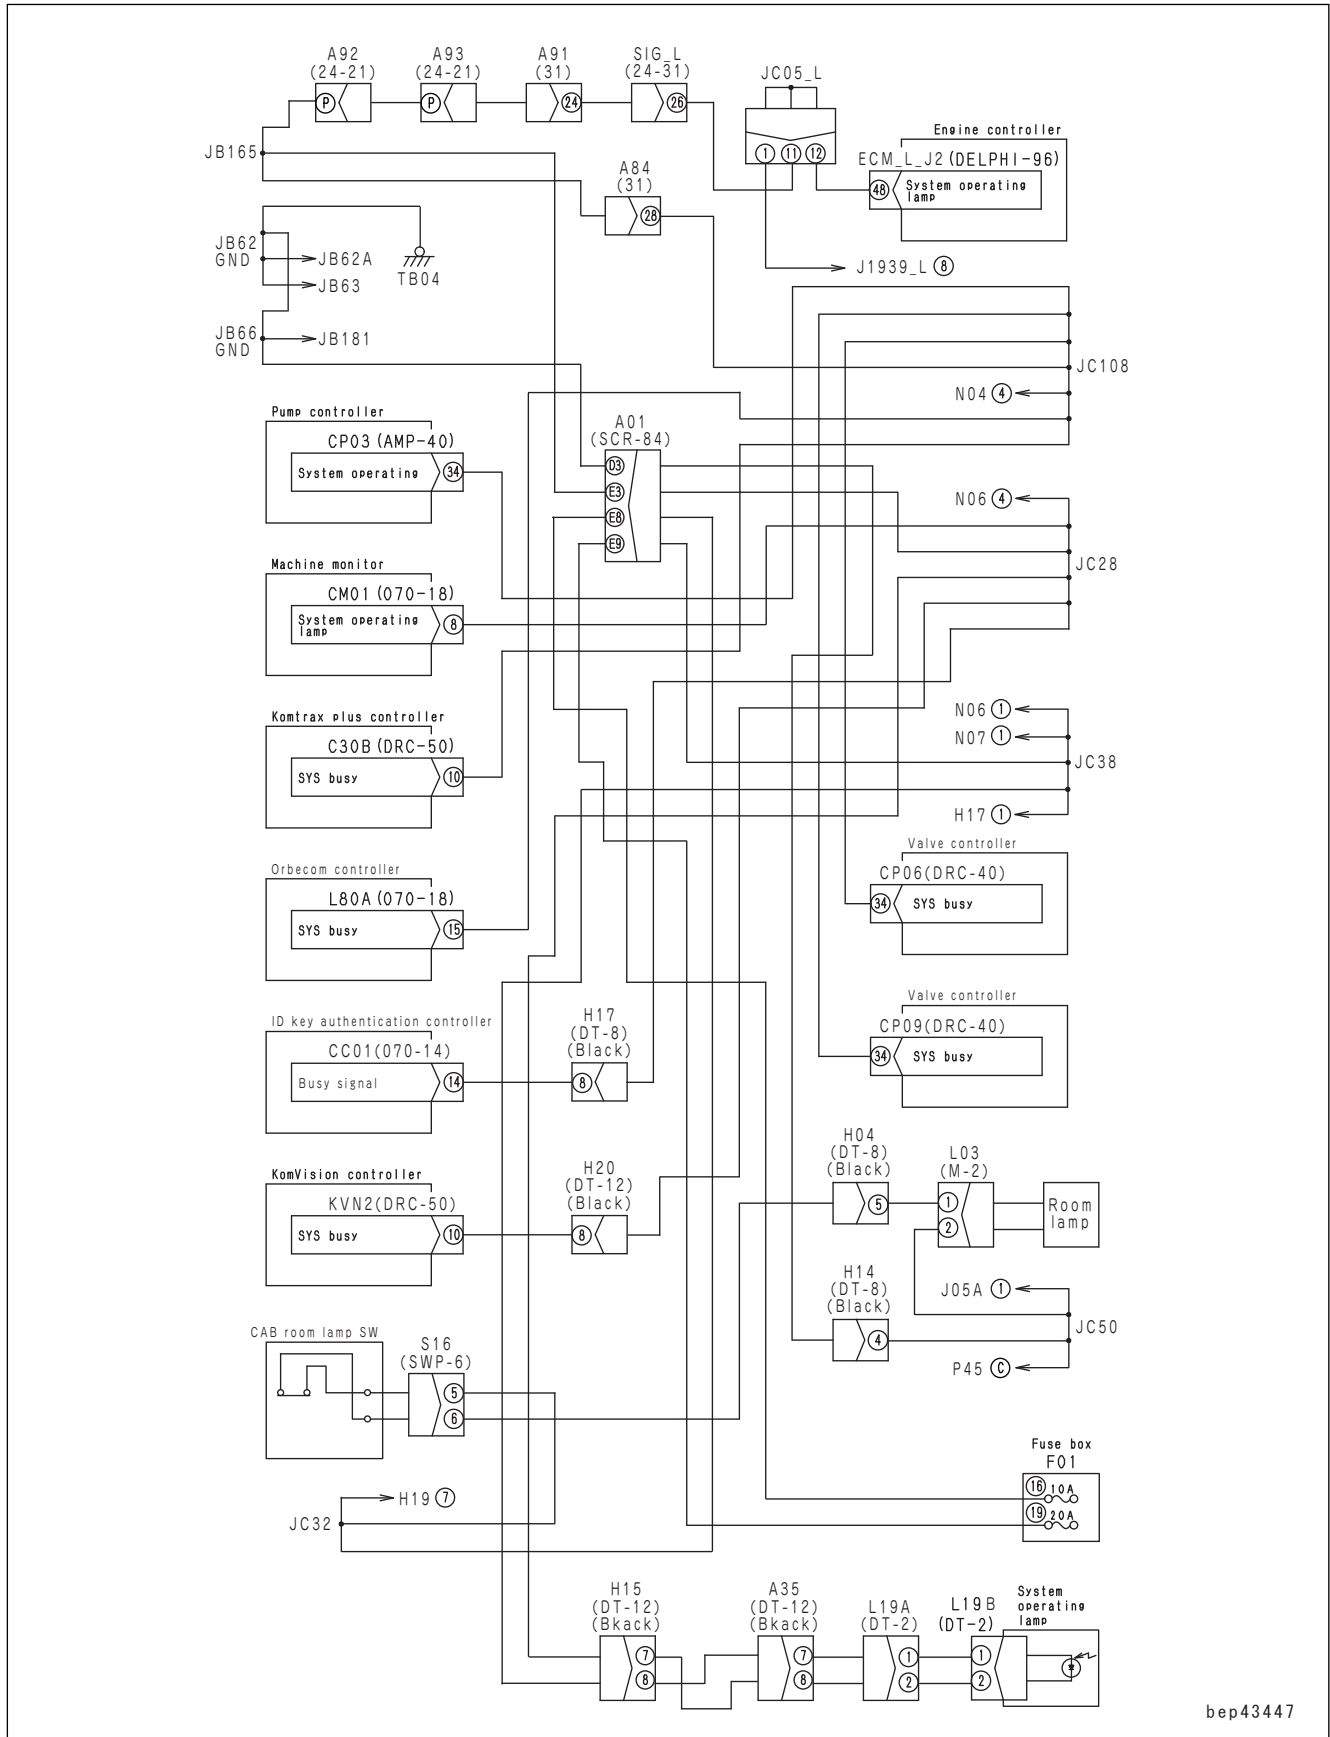 A92
(24-21)
A93
(24-21)
A91
(31)
SIG_L
(24-31)
JC05_L
P
P
24
26
1
11
12
Engine controller
ECM_L_J2 (DELPHI-96)
48
System operating
lamp
JB165
A84
(31)
28
JB62
GND
JB62A
JB63
TB04
J1939_L 8
JB66
GND
JB181
JC108
N04 4
Pump controller
CP03 (AMP-40)
System operating
34
A01
(SCR-84)
D3
E3
E8
E9
N06 4
JC28
Machine monitor
CM01 (070-18)
System operating
lamp
8
Komtrax plus controller
C30B (DRC-50)
SYS busy
10
N06 1
N07 1
JC38
H17 1
Valve controller
CP06(DRC-40)
34
SYS busy
Orbecom controller
L80A (070-18)
SYS busy
15
Valve controller
CP09(DRC-40)
34
SYS busy
ID key authentication controller
CC01(070-14)
Busy signal
14
H17
(DT-8)
(Black)
8
KomVision controller
KVN2(DRC-50)
SYS busy
10
H20
(DT-12)
(Black)
8
H04
(DT-8)
(Black)
5
L03
(M-2)
1
2
Room
lamp
H14
(DT-8)
(Black)
4
J05A 1
JC50
P45 C
CAB room lamp SW
S16
(SWP-6)
5
6
Fuse box
F01
16
10A
19
20A
H19 7
JC32
H15
(DT-12)
(Bkack)
7
8
A35
(DT-12)
(Bkack)
7
8
L19A
(DT-2)
1
2
L19B
(DT-2)
1
2
System
operating
lamp
bep43447